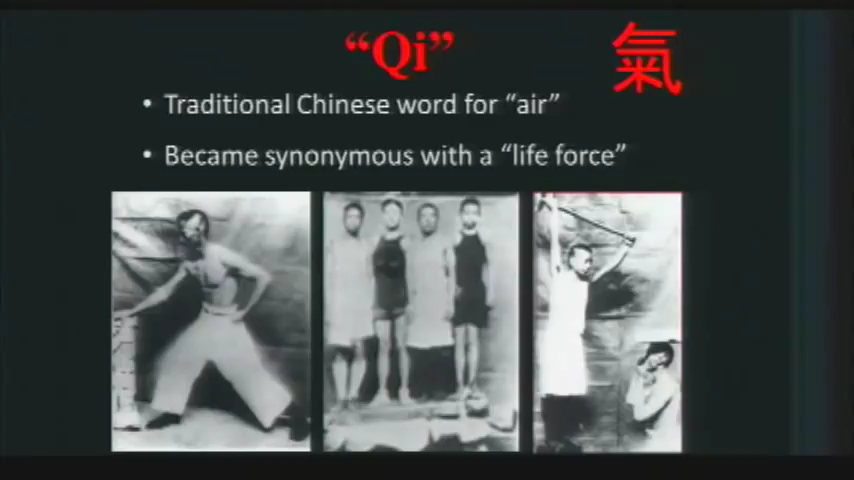 “Qi” 氣
• Traditional Chinese word for “air”
• Became synonymous with a “life force”